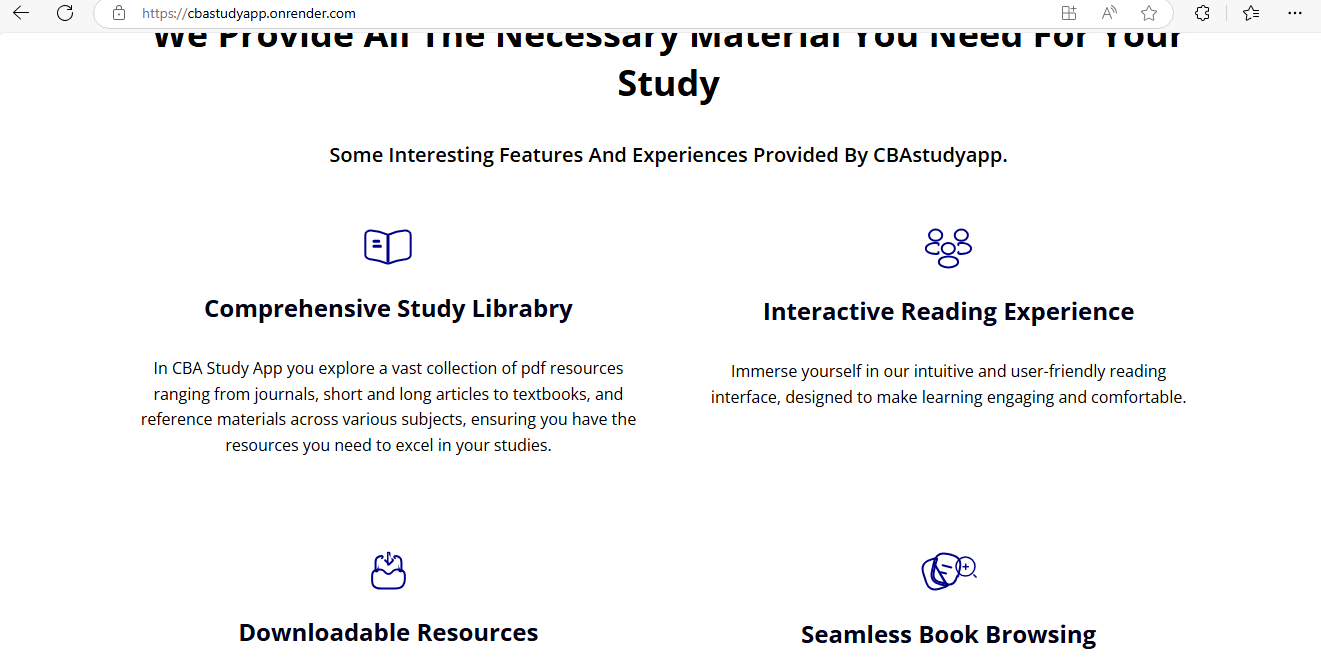 https://cbastudyapp.onrender.com
We Provide All The Necessary Material You Need For Your
Study
Some Interesting Features And Experiences Provided By CBAstudyapp.
Comprehensive Study Librabry
In CBA Study App you explore a vast collection of pdf resources
ranging from journals, short and long articles to textbooks, and
reference materials across various subjects, ensuring you have the
resources you need to excel in your studies.
Interactive Reading Experience
Immerse yourself in our intuitive and user-friendly reading
interface, designed to make learning engaging and comfortable.
Downloadable Resources
Seamless Book Browsing